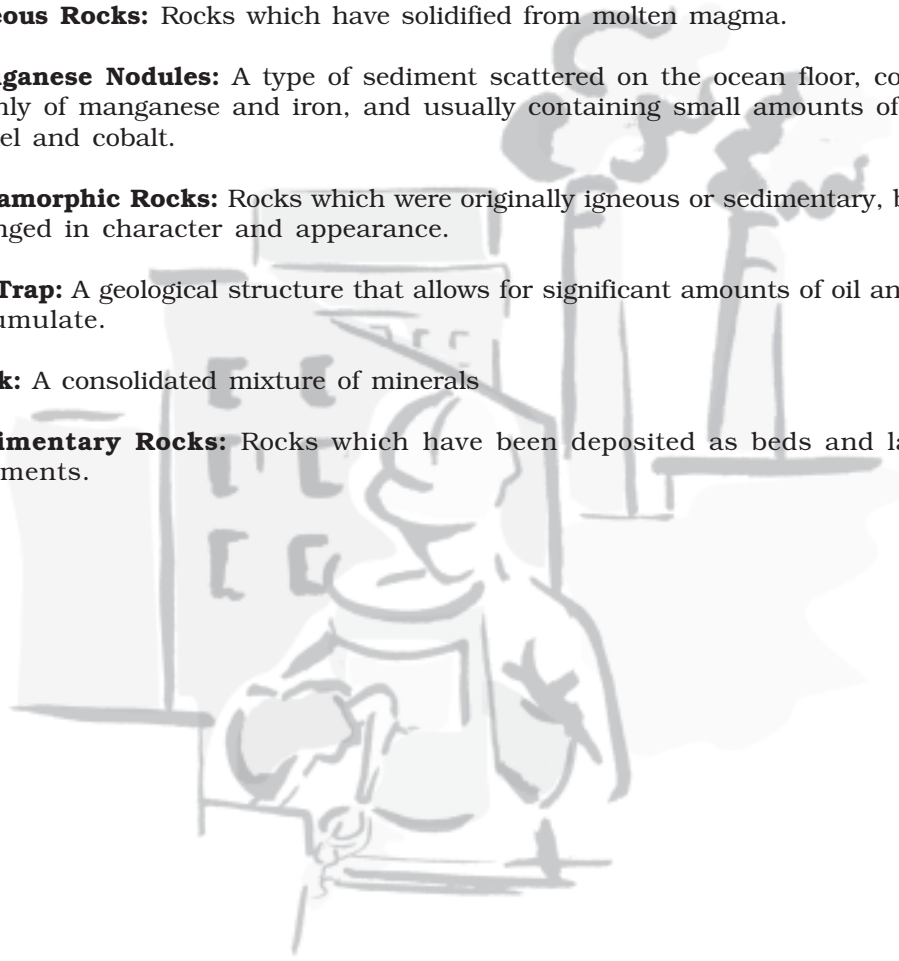 eous Rocks: Rocks which have solidified from molten magma.
ganese Nodules: A type of sediment scattered on the ocean floor, co
nly of manganese and iron, and usually containing small amounts of
el and cobalt.
amorphic Rocks: Rocks which were originally igneous or sedimentary, b
nged in character and appearance.
Trap: A geological structure that allows for significant amounts of oil an
umulate.
k: A consolidated mixture of minerals
imentary Rocks: Rocks which have been deposited as beds and la
ments.